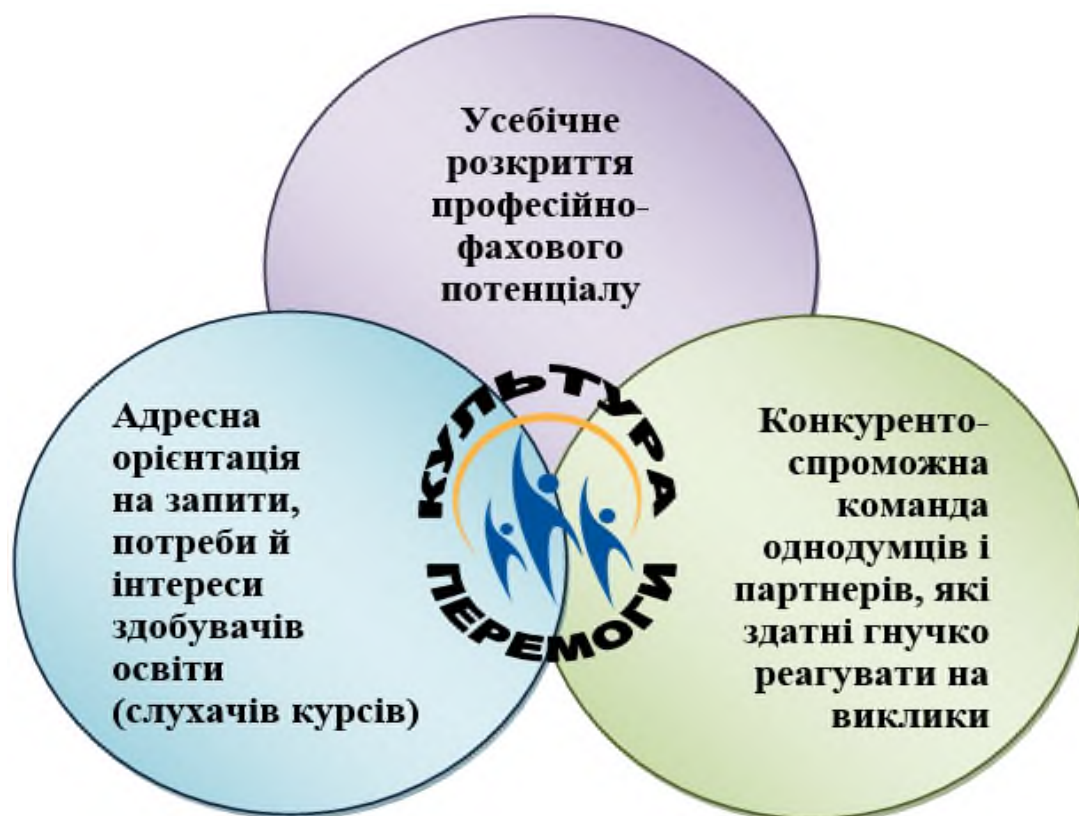 Усебічне
розкриття
професійно-
фахового
потенціалу
КУЛЬТУРА
ПЕРЕМОГИ
Адресна
орієнтація
на запити,
потреби й
інтереси
здобувачів
освіти
(слухачів курсів)
Конкуренто-
спроможна
команда
однодумців і
партнерів, які
здатні гнучко
реагувати на
виклики